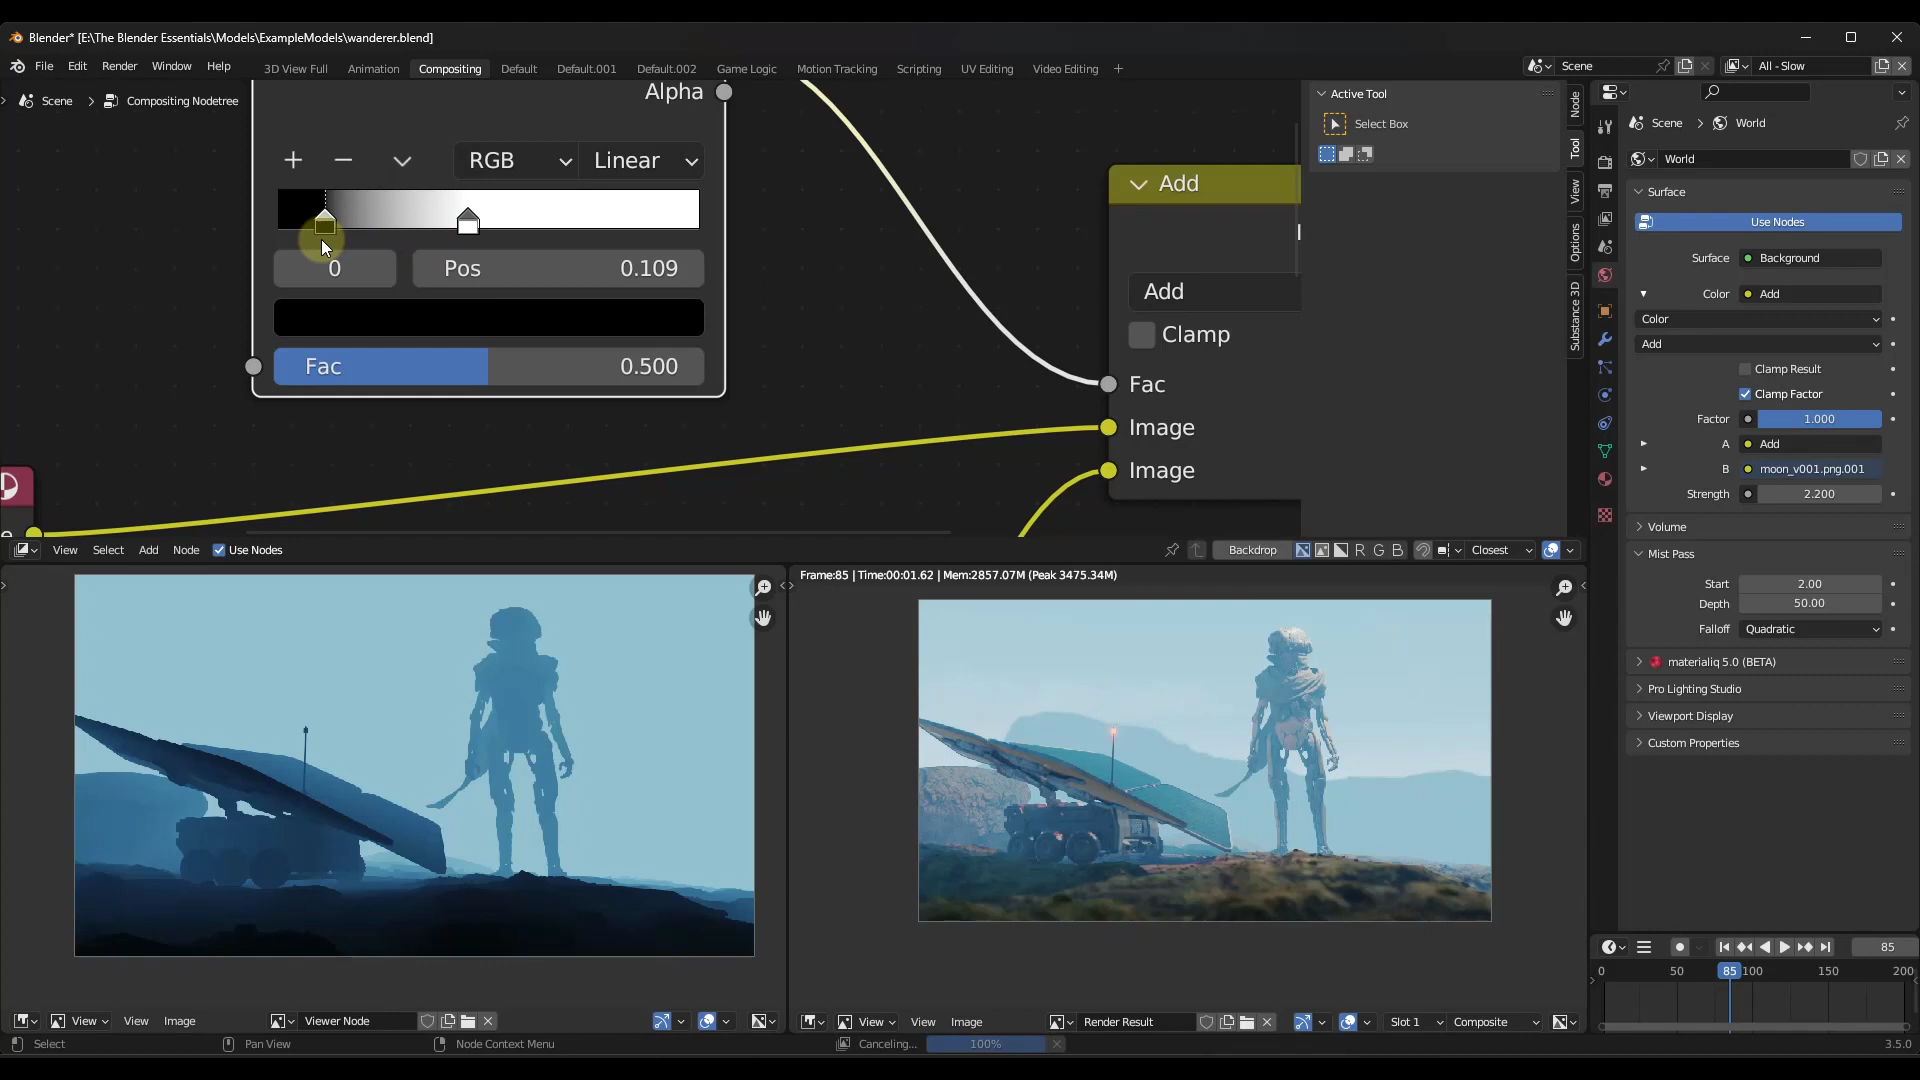 Blender* [E:\The Blender Essentials\Models\ExampleModels\wanderer.blend]
File Edit Render Window Help
3D View Full Animation Compositing Default Default.001 Default.002 Game Logic Motion Tracking Scripting UV Editing Video Editing +
Scene
All - Slow
Scene > Compositing Nodetree
Alpha
RGB
Linear
0
Pos 0.109
Fac 0.500
Add
Add
Clamp
Fac
Image
Image
Active Tool
Select Box
Node
Tool
View
Options
Substance 3D
Scene > World
World
Surface
Use Nodes
Surface Background
Color Add
Color
Add
Clamp Result
Clamp Factor
Factor 1.000
A Add
B moon_v001.png.001
Strength 2.200
Volume
Mist Pass
Start 2.00
Depth 50.00
Falloff Quadratic
materialiq 5.0 (BETA)
Pro Lighting Studio
Viewport Display
Custom Properties
View Select Add Node Use Nodes
Backdrop R G B Closest
Frame:85 | Time:00:01.62 | Mem:2857.07M (Peak 3475.34M)
85
0 50 85 100 150 200
View View Image Viewer Node
View View Image Render Result Slot 1 Composite
Select Pan View Node Context Menu Canceling... 100% 3.5.0